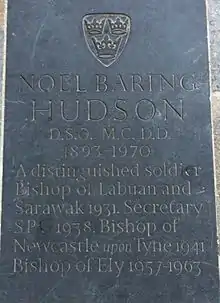 NOEL BARING
HUDSON
D.S.O. M.C. D.D.
1893-1970
A distinguished soldier
Bishop of Labuan and
Sarawak 1931. Secretary
S.P.G. 1938. Bishop of
Newcastle upon Tyne 1941
Bishop of Ely 1957-1963